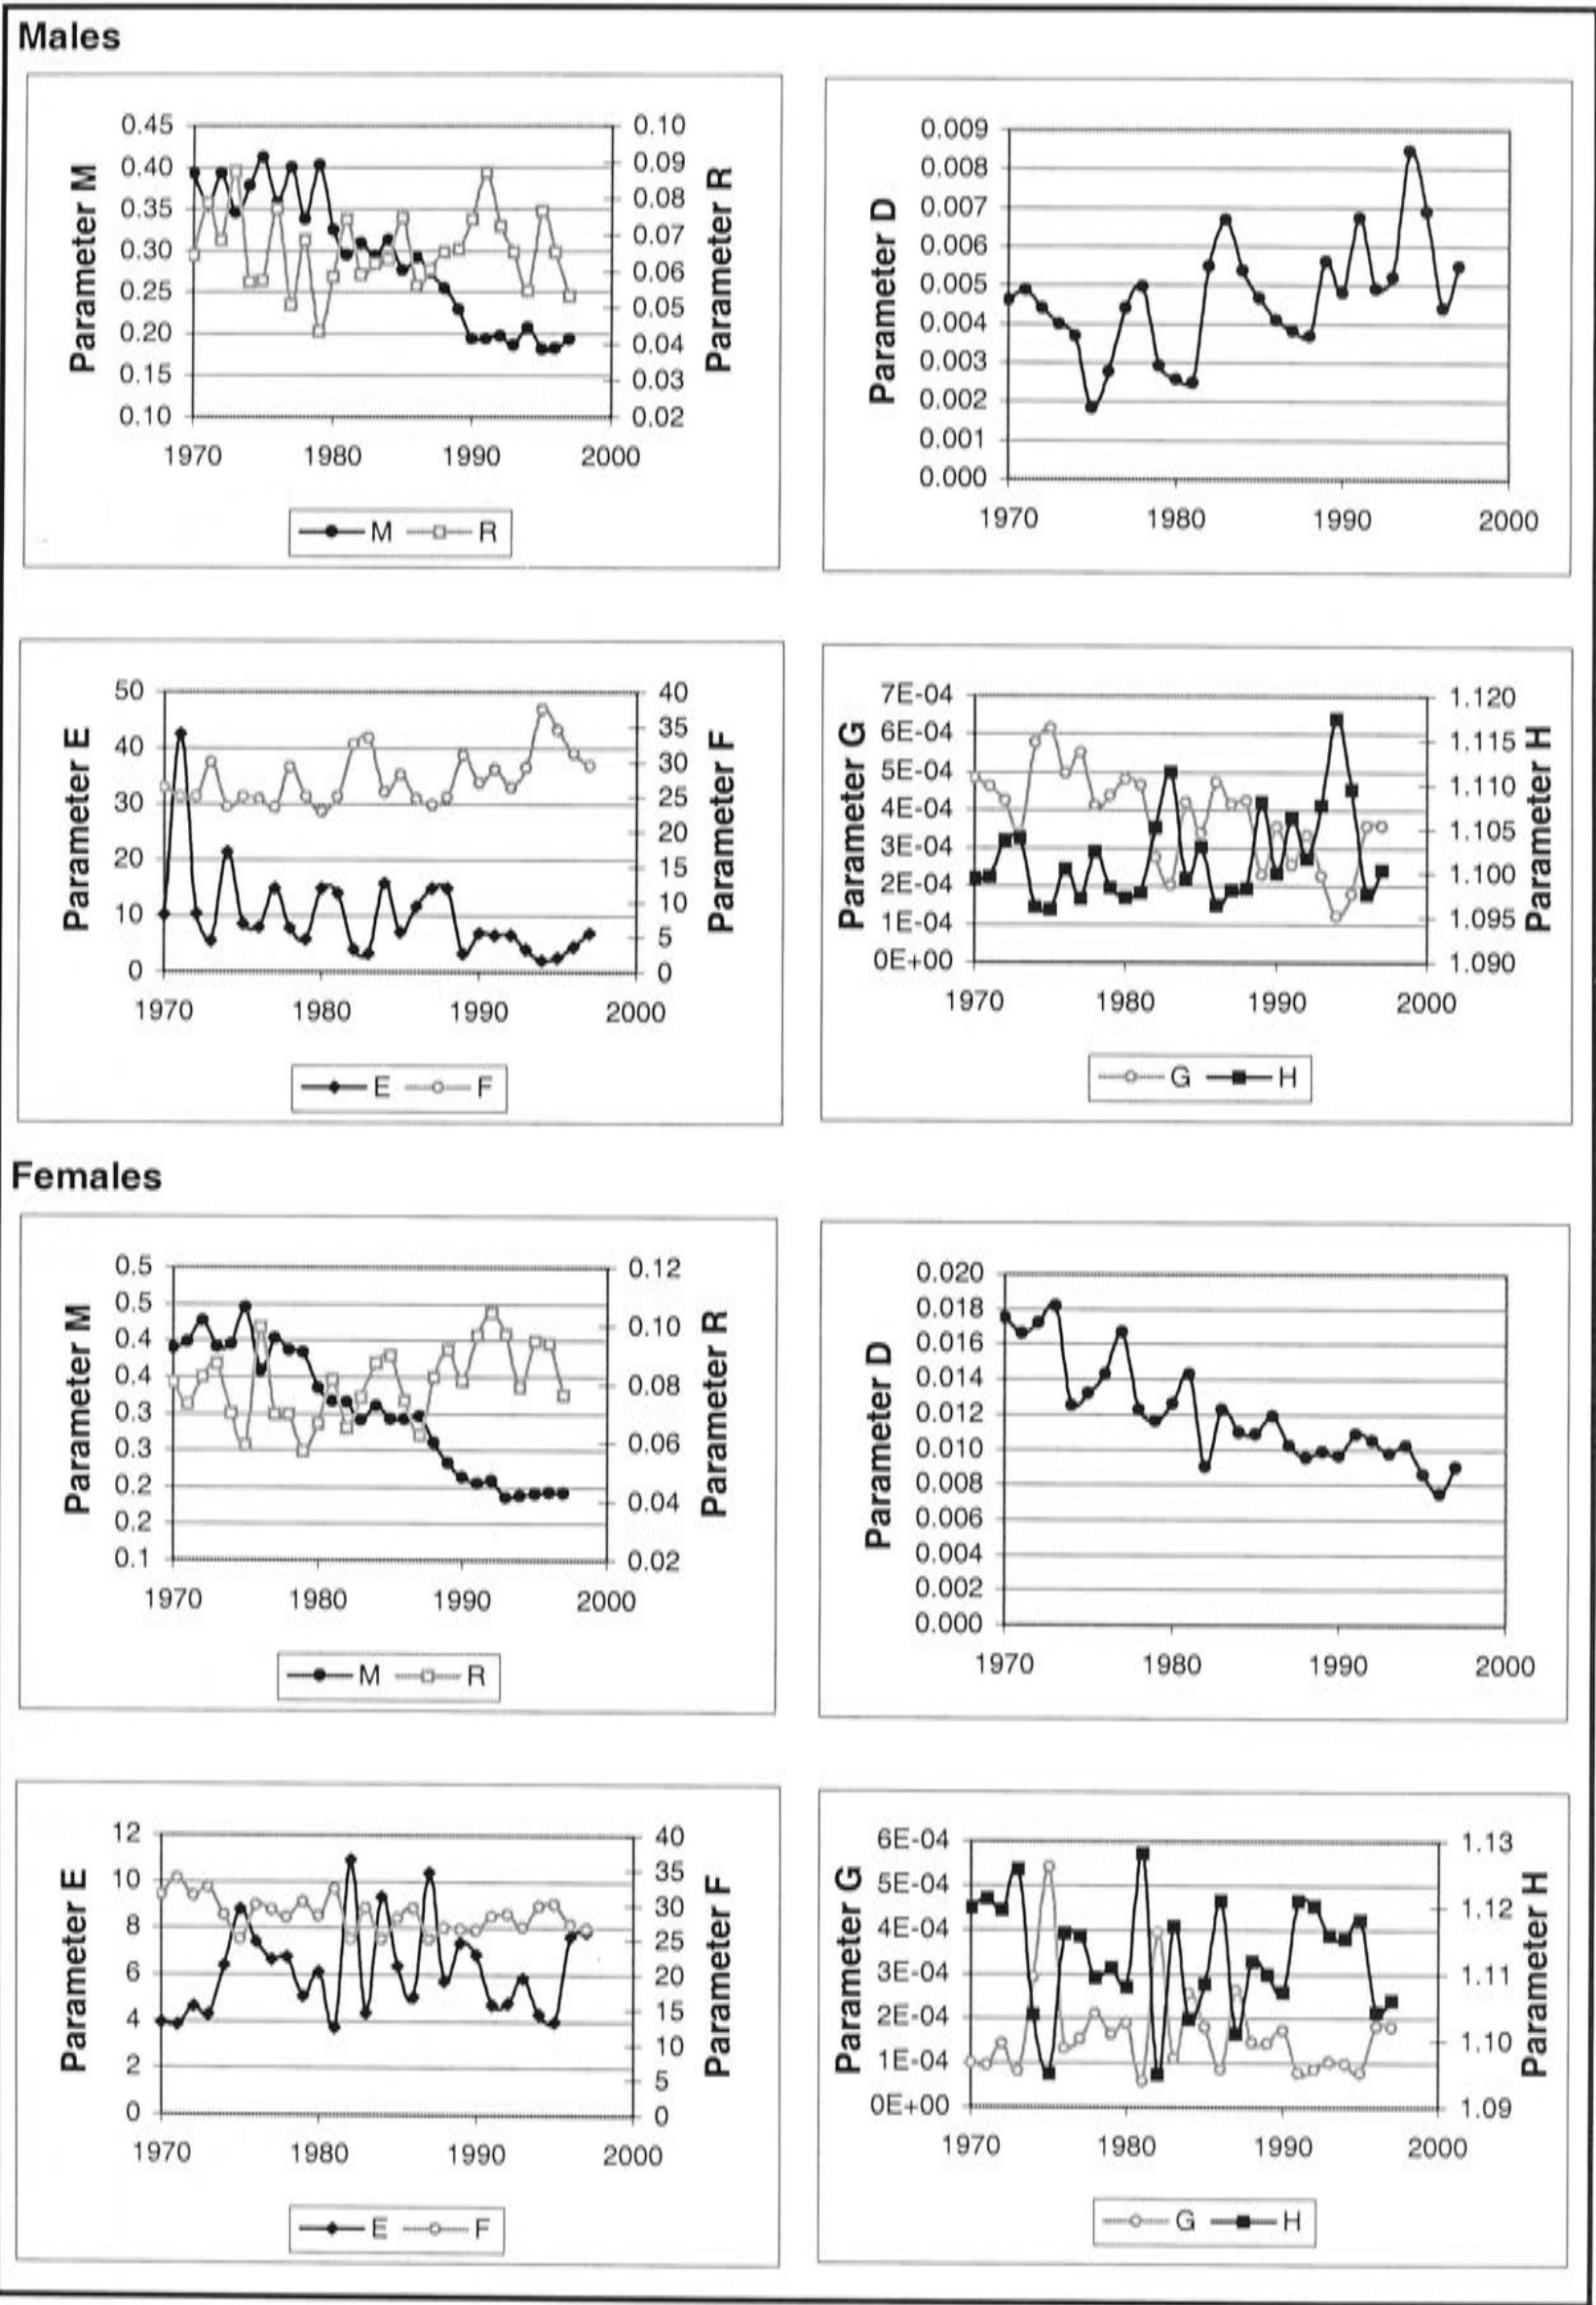 Males
Parameter M
0.45
0.40
0.35
0.30
0.25
0.20
0.15
0.10
0.10
0.09
0.08
0.07
0.06
0.05
0.04
0.03
0.02
Parameter R
1970 1980 1990 2000
M R
Parameter D
0.009
0.008
0.007
0.006
0.005
0.004
0.003
0.002
0.001
0.000
1970 1980 1990 2000
Parameter E
50
40
30
20
10
0
40
35
30
25
20
15
10
5
0
Parameter F
1970 1980 1990 2000
E F
Parameter G
7E-04
6E-04
5E-04
4E-04
3E-04
2E-04
1E-04
0E+00
1.120
1.115
1.110
1.105
1.100
1.095
1.090
Parameter H
1970 1980 1990 2000
G H
Females
Parameter M
0.5
0.5
0.4
0.4
0.3
0.3
0.2
0.2
0.1
0.12
0.10
0.08
0.06
0.04
0.02
Parameter R
1970 1980 1990 2000
M R
Parameter D
0.020
0.018
0.016
0.014
0.012
0.010
0.008
0.006
0.004
0.002
0.000
1970 1980 1990 2000
Parameter E
12
10
8
6
4
2
0
40
35
30
25
20
15
10
5
0
Parameter F
1970 1980 1990 2000
E F
Parameter G
6E-04
5E-04
4E-04
3E-04
2E-04
1E-04
0E+00
1.13
1.12
1.11
1.10
1.09
Parameter H
1970 1980 1990 2000
G H